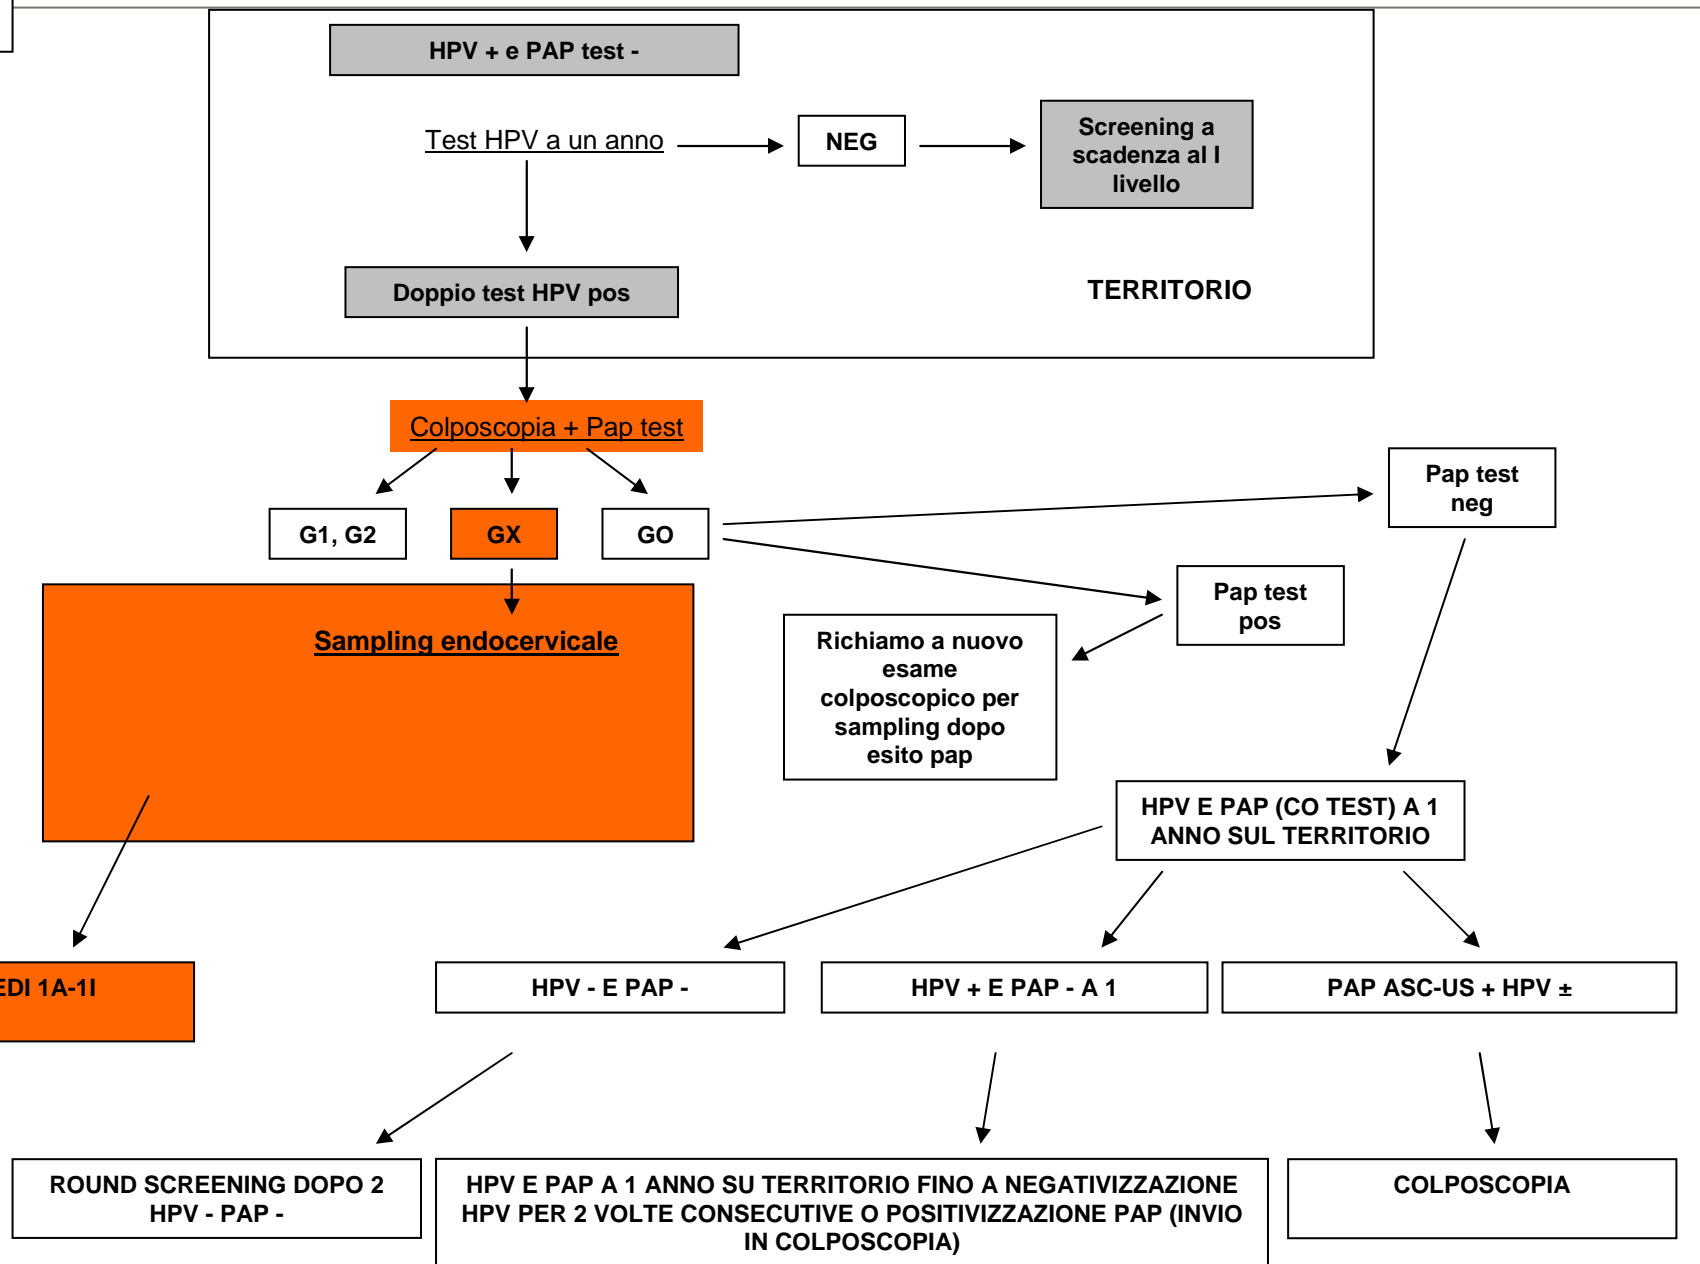 HPV + e PAP test -
Test HPV a un anno
NEG
Screening a
scadenza al I
livello
Doppio test HPV pos
TERRITORIO
Colposcopia + Pap test
G1, G2
GX
GO
Pap test
neg
Pap test
pos
Sampling endocervicale
Richiamo a nuovo
esame
colposcopico per
sampling dopo
esito pap
HPV E PAP (CO TEST) A 1
ANNO SUL TERRITORIO
EDI 1A-1I
HPV - E PAP -
HPV + E PAP - A 1
PAP ASC-US + HPV ±
ROUND SCREENING DOPO 2
HPV - PAP -
HPV E PAP A 1 ANNO SU TERRITORIO FINO A NEGATIVIZZAZIONE
HPV PER 2 VOLTE CONSECUTIVE O POSITIVIZZAZIONE PAP (INVIO
IN COLPOSCOPIA)
COLPOSCOPIA